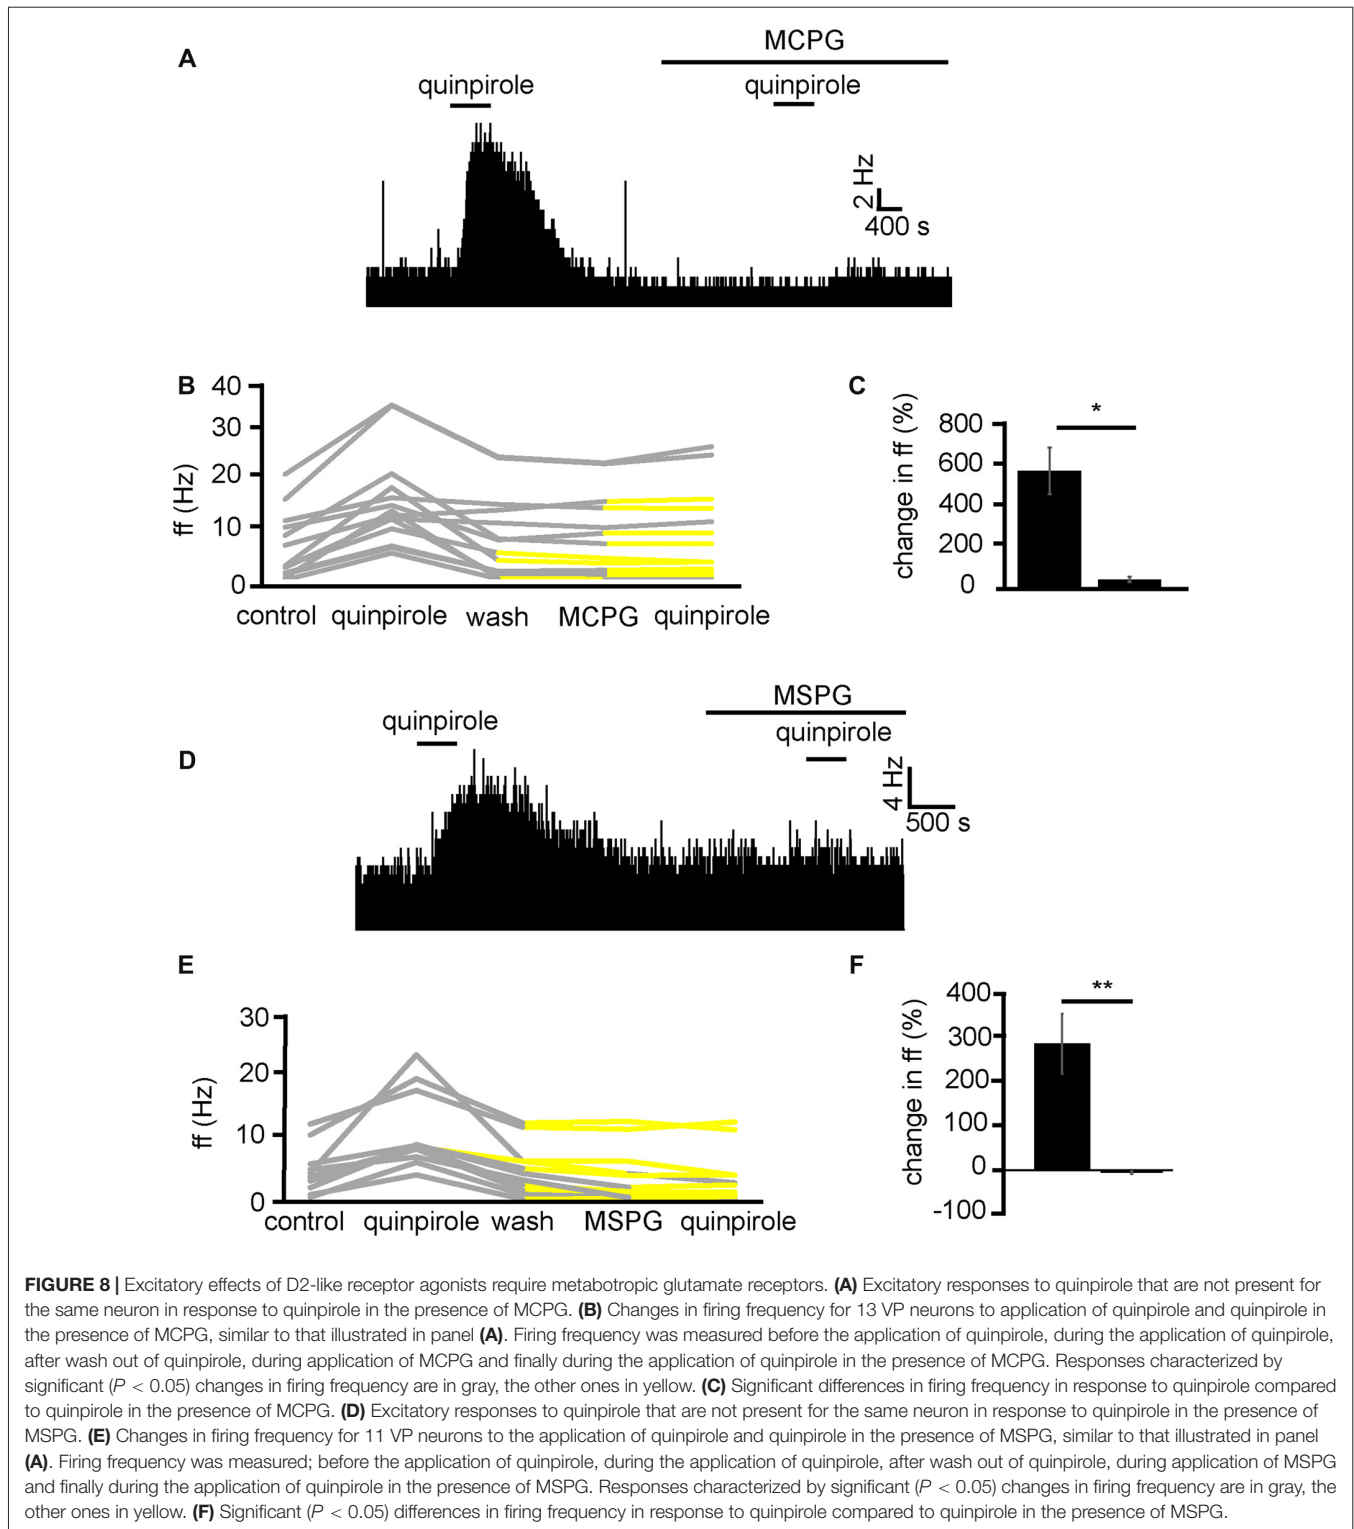 A
MCPG
quinpirole
quinpirole
2 Hz
400 s
B
40
30
20
10
0
ff (Hz)
control quinpirole wash MCPG quinpirole
C
800
600
400
200
0
change in ff (%)
*
D
MSPG
quinpirole
quinpirole
4 Hz
500 s
E
30
20
10
0
ff (Hz)
control quinpirole wash MSPG quinpirole
F
400
300
200
100
0
-100
change in ff (%)
**
FIGURE 8 | Excitatory effects of D2-like receptor agonists require metabotropic glutamate receptors. (A) Excitatory responses to quinpirole that are not present for
the same neuron in response to quinpirole in the presence of MCPG. (B) Changes in firing frequency for 13 VP neurons to application of quinpirole and quinpirole in
the presence of MCPG, similar to that illustrated in panel (A). Firing frequency was measured before the application of quinpirole, during the application of quinpirole,
after wash out of quinpirole, during application of MCPG and finally during the application of quinpirole in the presence of MCPG. Responses characterized by
significant (P < 0.05) changes in firing frequency are in gray, the other ones in yellow. (C) Significant differences in firing frequency in response to quinpirole compared
to quinpirole in the presence of MCPG. (D) Excitatory responses to quinpirole that are not present for the same neuron in response to quinpirole in the presence of
MSPG. (E) Changes in firing frequency for 11 VP neurons to the application of quinpirole and quinpirole in the presence of MSPG, similar to that illustrated in panel
(A). Firing frequency was measured; before the application of quinpirole, during the application of quinpirole, after wash out of quinpirole, during application of MSPG
and finally during the application of quinpirole in the presence of MSPG. Responses characterized by significant (P < 0.05) changes in firing frequency are in gray, the
other ones in yellow. (F) Significant (P < 0.05) differences in firing frequency in response to quinpirole compared to quinpirole in the presence of MSPG.